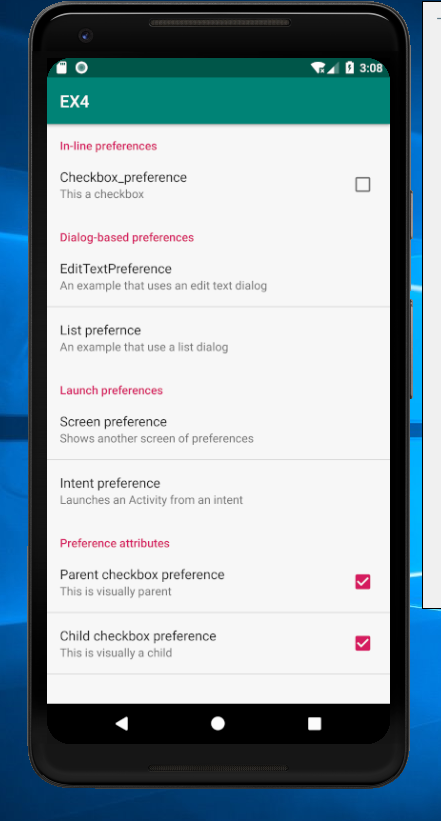 3:08
EX4
In-line preferences
Checkbox_preference
This a checkbox
Dialog-based preferences
EditTextPreference
An example that uses an edit text dialog
List prefernce
An example that use a list dialog
Launch preferences
Screen preference
Shows another screen of preferences
Intent preference
Launches an Activity from an intent
Preference attributes
Parent checkbox preference
This is visually parent
Child checkbox preference
This is visually a child